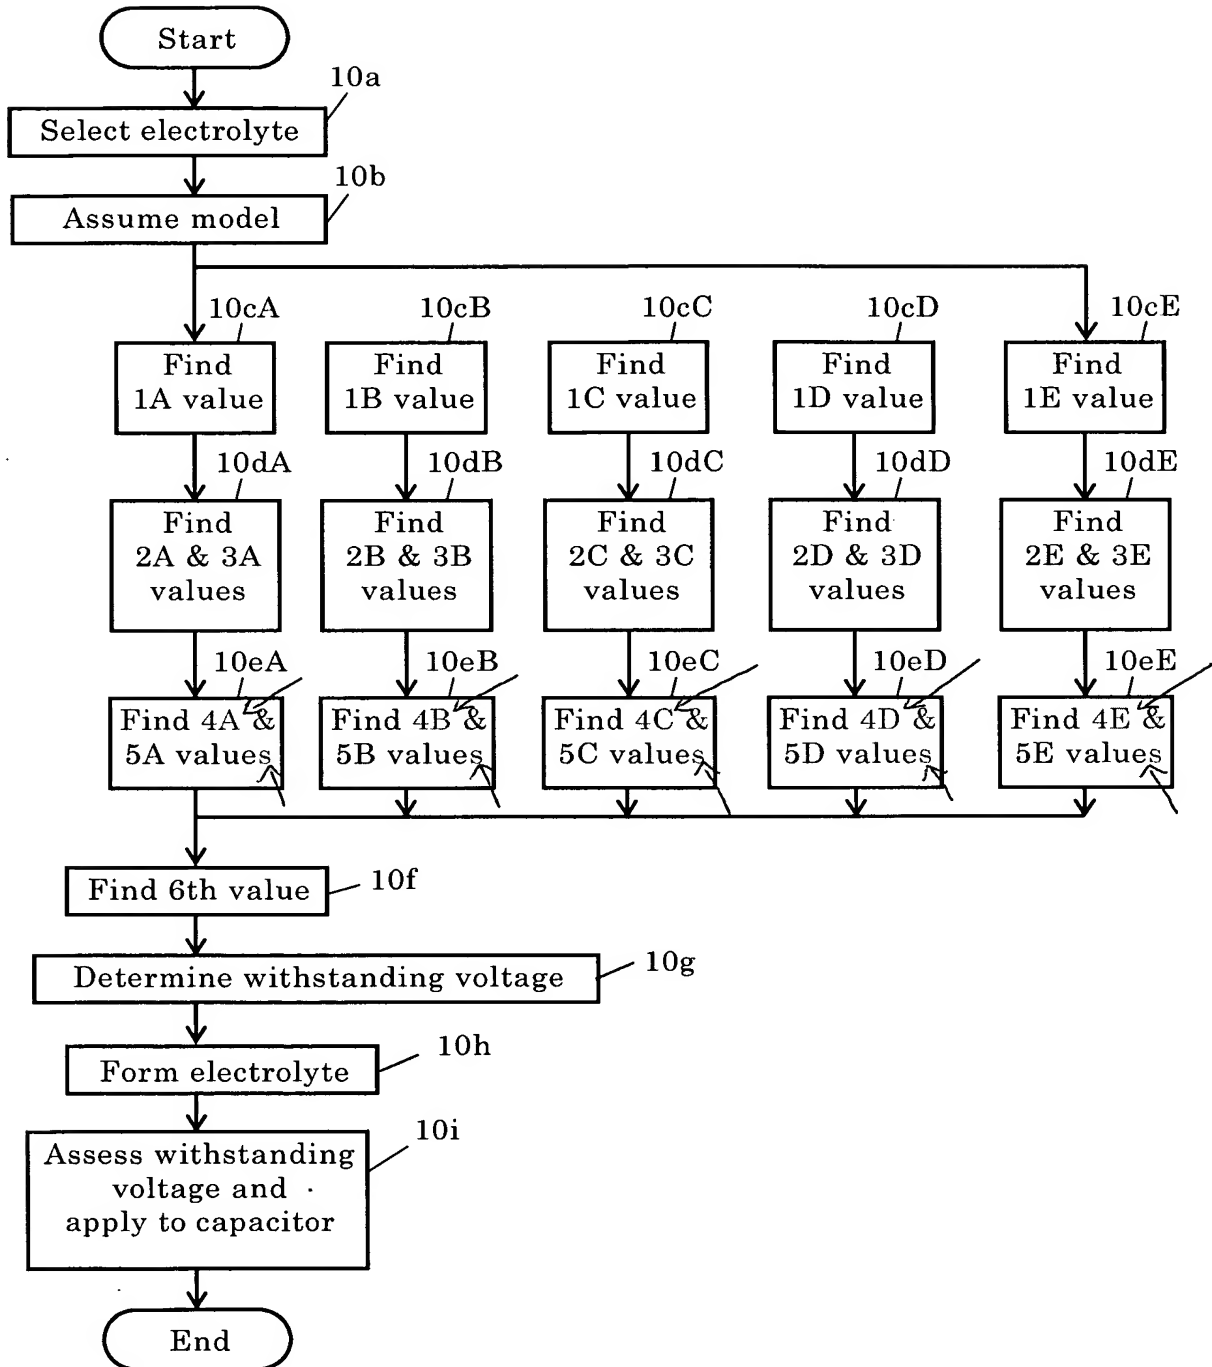 Start
10a
Select electrolyte
10b
Assume model
10cA
10cB
10cC
10cD
10cE
Find
1A value
Find
1B value
Find
1C value
Find
1D value
Find
1E value
10dA
10dB
10dC
10dD
10dE
Find
2A & 3A
values
Find
2B & 3B
values
Find
2C & 3C
values
Find
2D & 3D
values
Find
2E & 3E
values
10eA
10eB
10eC
10eD
10eE
Find 4A &
5A values
Find 4B &
5B values
Find 4C &
5C values
Find 4D &
5D values
Find 4E &
5E values
Find 6th value
10f
Determine withstanding voltage
10g
Form electrolyte
10h
Assess withstanding
voltage and
apply to capacitor
10i
End